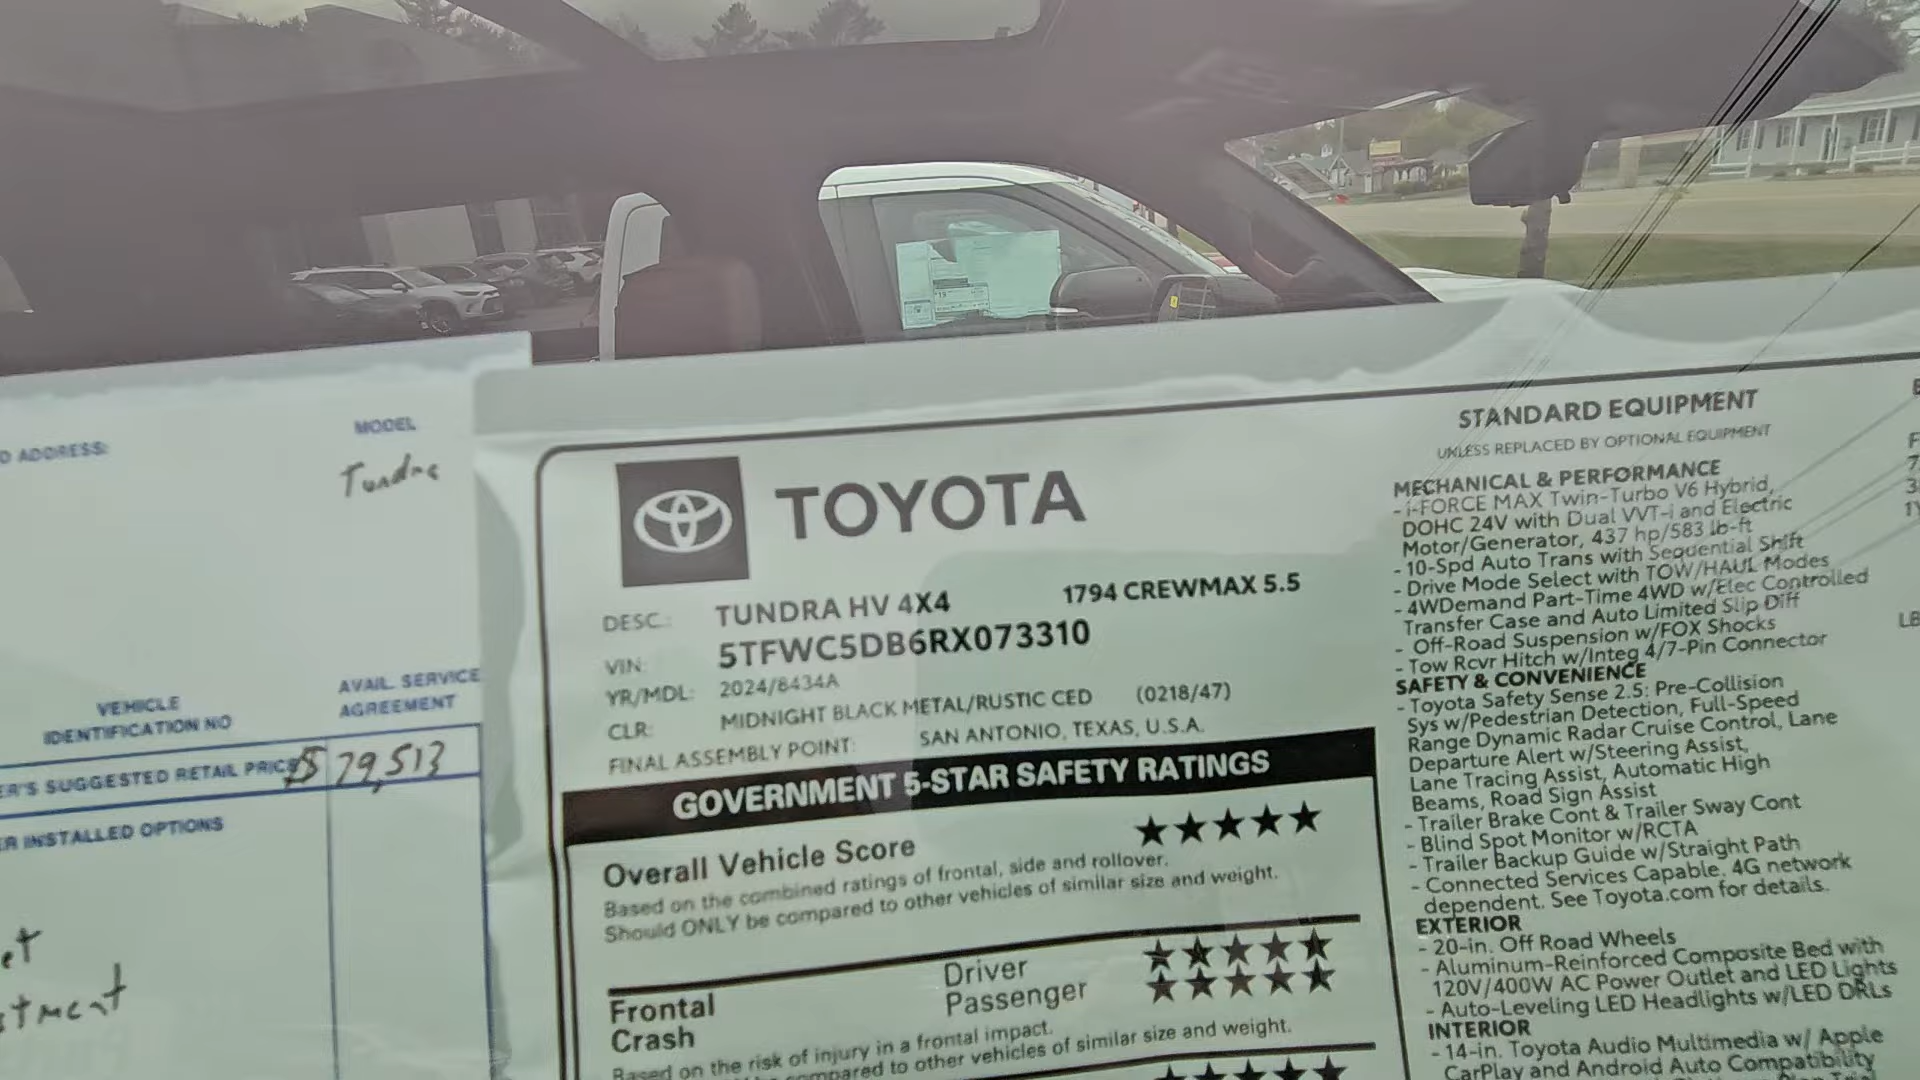 D ADDRESS:
MODEL
Tundra
VEHICLE
IDENTIFICATION NO
AVAIL. SERVICE
AGREEMENT
ER'S SUGGESTED RETAIL PRICE $ 79,513
ER INSTALLED OPTIONS
et
stment
TOYOTA
DESC.: TUNDRA HV 4X4 1794 CREWMAX 5.5
VIN: 5TFWC5DB6RX073310
YR/MDL: 2024/8434A
CLR: MIDNIGHT BLACK METAL/RUSTIC CED (0218/47)
FINAL ASSEMBLY POINT: SAN ANTONIO, TEXAS, U.S.A.
GOVERNMENT 5-STAR SAFETY RATINGS
Overall Vehicle Score ★★★★★
Based on the combined ratings of frontal, side and rollover.
Should ONLY be compared to other vehicles of similar size and weight.
Frontal Driver ★★★★★
Crash Passenger ★★★★★
Based on the risk of injury in a frontal impact.
compared to other vehicles of similar size and weight.
STANDARD EQUIPMENT
UNLESS REPLACED BY OPTIONAL EQUIPMENT
MECHANICAL & PERFORMANCE
- i-FORCE MAX Twin-Turbo V6 Hybrid,
DOHC 24V with Dual VVT-i and Electric
Motor/Generator, 437 hp/583 lb-ft
- 10-Spd Auto Trans with Sequential Shift
- Drive Mode Select with TOW/HAUL Modes
- 4WDemand Part-Time 4WD w/Elec Controlled
Transfer Case and Auto Limited Slip Diff
- Off-Road Suspension w/FOX Shocks
- Tow Rcvr Hitch w/Integ 4/7-Pin Connector
SAFETY & CONVENIENCE
- Toyota Safety Sense 2.5: Pre-Collision
Sys w/Pedestrian Detection, Full-Speed
Range Dynamic Radar Cruise Control, Lane
Departure Alert w/Steering Assist,
Lane Tracing Assist, Automatic High
Beams, Road Sign Assist
- Trailer Brake Cont & Trailer Sway Cont
- Blind Spot Monitor w/RCTA
- Trailer Backup Guide w/Straight Path
- Connected Services Capable, 4G network
dependent. See Toyota.com for details.
EXTERIOR
- 20-in. Off Road Wheels
- Aluminum-Reinforced Composite Bed with
120V/400W AC Power Outlet and LED Lights
- Auto-Leveling LED Headlights w/LED DRLs
INTERIOR
- 14-in. Toyota Audio Multimedia w/ Apple
CarPlay and Android Auto Compatibility